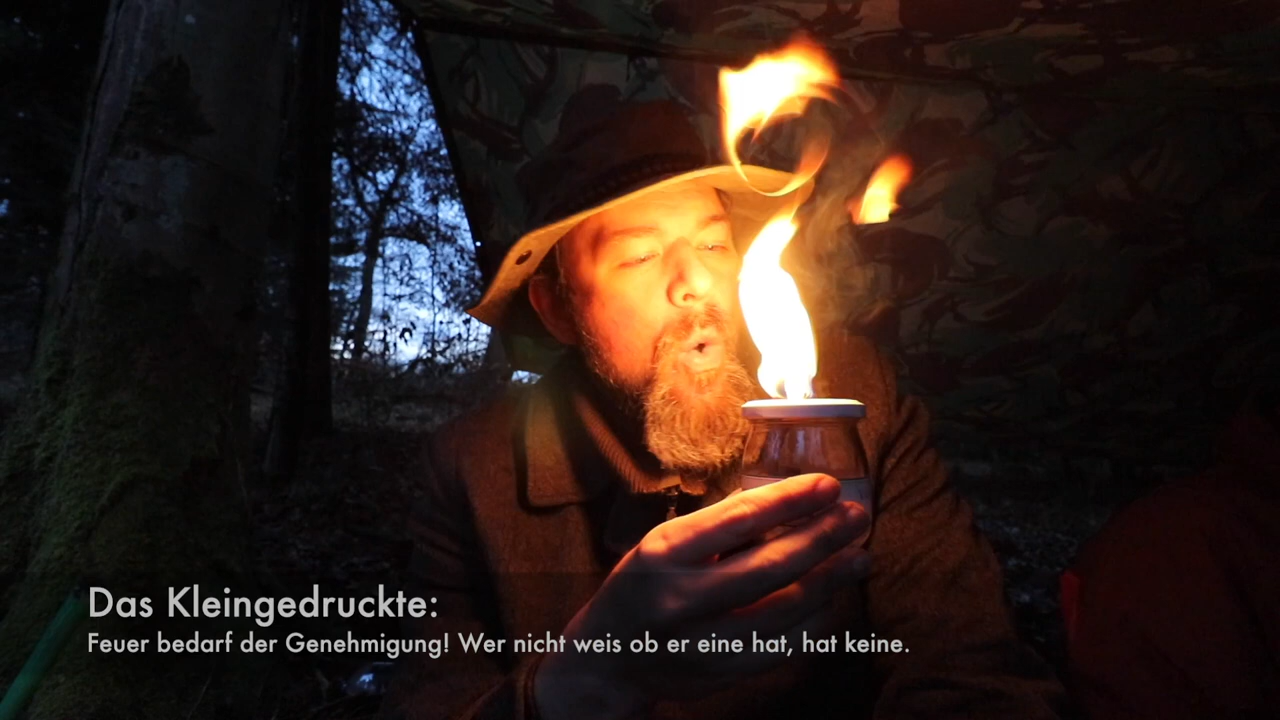 Das Kleingedruckte:
Feuer bedarf der Genehmigung! Wer nicht weis ob er eine hat, hat keine.